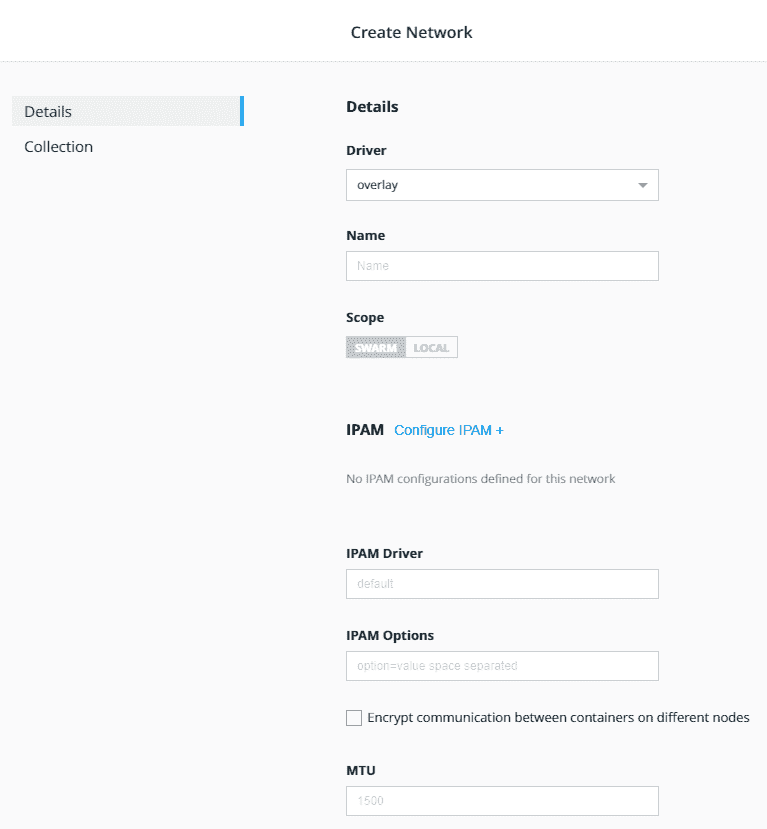 Create Network
Details
Collection
Details
Driver
overlay
Name
Name
Scope
SWARM LOCAL
IPAM Configure IPAM +
No IPAM configurations defined for this network
IPAM Driver
default
IPAM Options
option=value space separated
Encrypt communication between containers on different nodes
MTU
1500